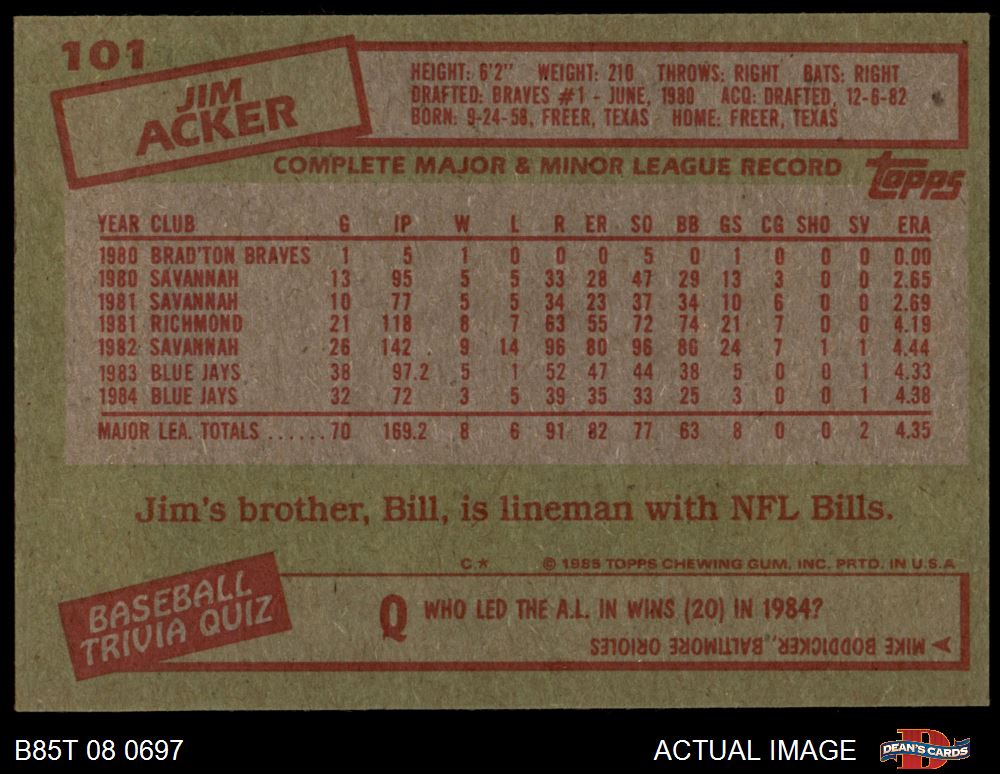 101
JIM
ACKER
HEIGHT: 6'2" WEIGHT: 210 THROWS: RIGHT BATS: RIGHT
DRAFTED: BRAVES #1 - JUNE, 1980 ACQ: DRAFTED, 12-6-82
BORN: 9-24-58, FREER, TEXAS HOME: FREER, TEXAS
COMPLETE MAJOR & MINOR LEAGUE RECORD
topps
YEAR CLUB G IP W L R ER SO BB GS CG SHO SV ERA
1980 BRAD'TON BRAVES 1 5 1 0 0 0 5 0 1 0 0 0 0.00
1980 SAVANNAH 13 95 5 5 33 28 47 29 13 3 0 0 2.65
1981 SAVANNAH 10 77 5 5 34 23 37 34 10 6 0 0 2.69
1981 RICHMOND 21 118 8 7 63 55 72 74 21 7 0 0 4.19
1982 SAVANNAH 26 142 9 14 96 80 96 86 24 7 1 1 4.44
1983 BLUE JAYS 38 97.2 5 1 52 47 44 38 5 0 0 1 4.33
1984 BLUE JAYS 32 72 3 5 39 35 33 25 3 0 0 1 4.38
MAJOR LEA. TOTALS ...... 70 169.2 8 6 91 82 77 63 8 0 0 2 4.35
Jim's brother, Bill, is lineman with NFL Bills.
C.* © 1985 TOPPS CHEWING GUM, INC. PRTD. IN U.S.A.
BASEBALL
TRIVIA QUIZ
Q WHO LED THE A.L. IN WINS (20) IN 1984?
MIKE BODDICKER, BALTIMORE ORIOLES
B85T 08 0697
ACTUAL IMAGE
DEAN'S CARDS